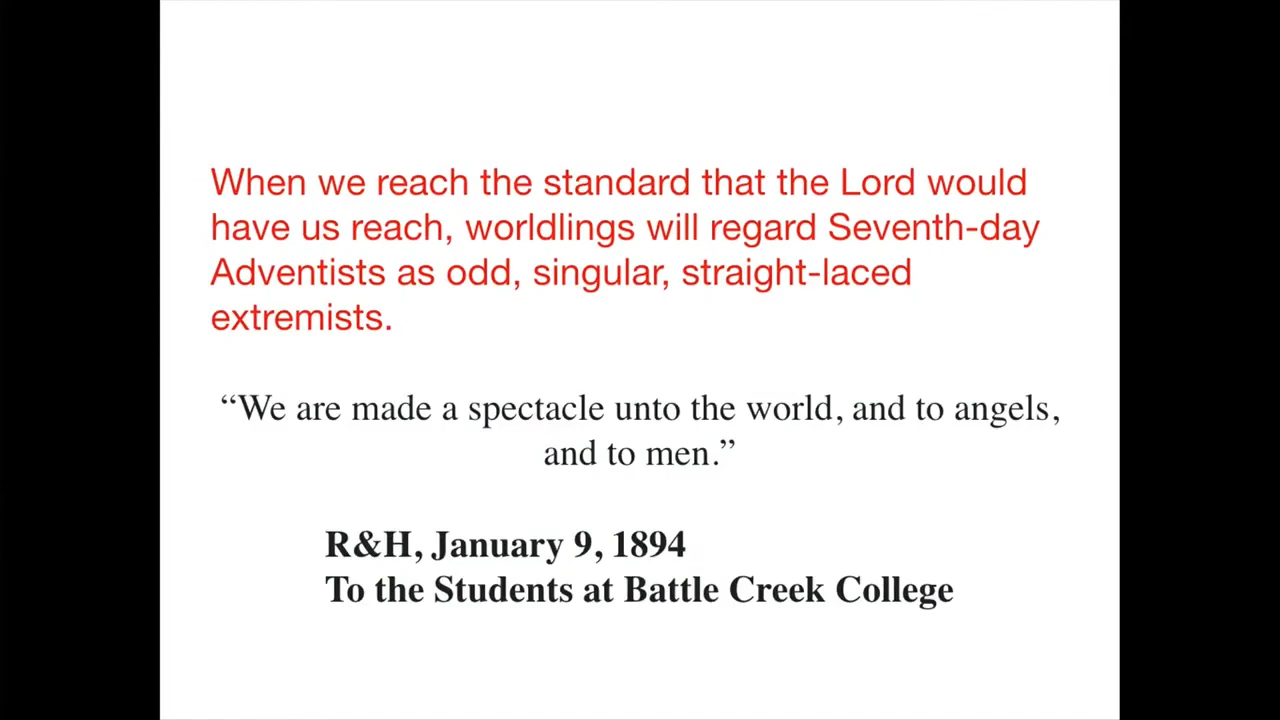 When we reach the standard that the Lord would
have us reach, worldlings will regard Seventh-day
Adventists as odd, singular, straight-laced
extremists.
“We are made a spectacle unto the world, and to angels,
and to men.”
R&H, January 9, 1894
To the Students at Battle Creek College